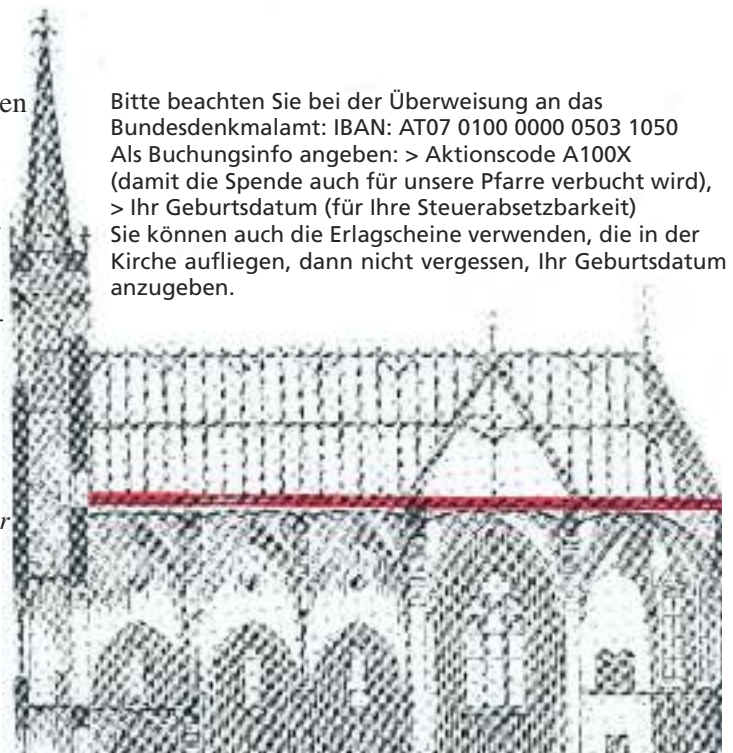 en
Bitte beachten Sie bei der Überweisung an das
Bundesdenkmalamt: IBAN: AT07 0100 0000 0503 1050
Als Buchungsinfo angeben: > Aktionscode A100X
(damit die Spende auch für unsere Pfarre verbucht wird),
> Ihr Geburtsdatum (für Ihre Steuerabsetzbarkeit)
Sie können auch die Erlagscheine verwenden, die in der
Kirche aufliegen, dann nicht vergessen, Ihr Geburtsdatum
anzugeben.
-
r